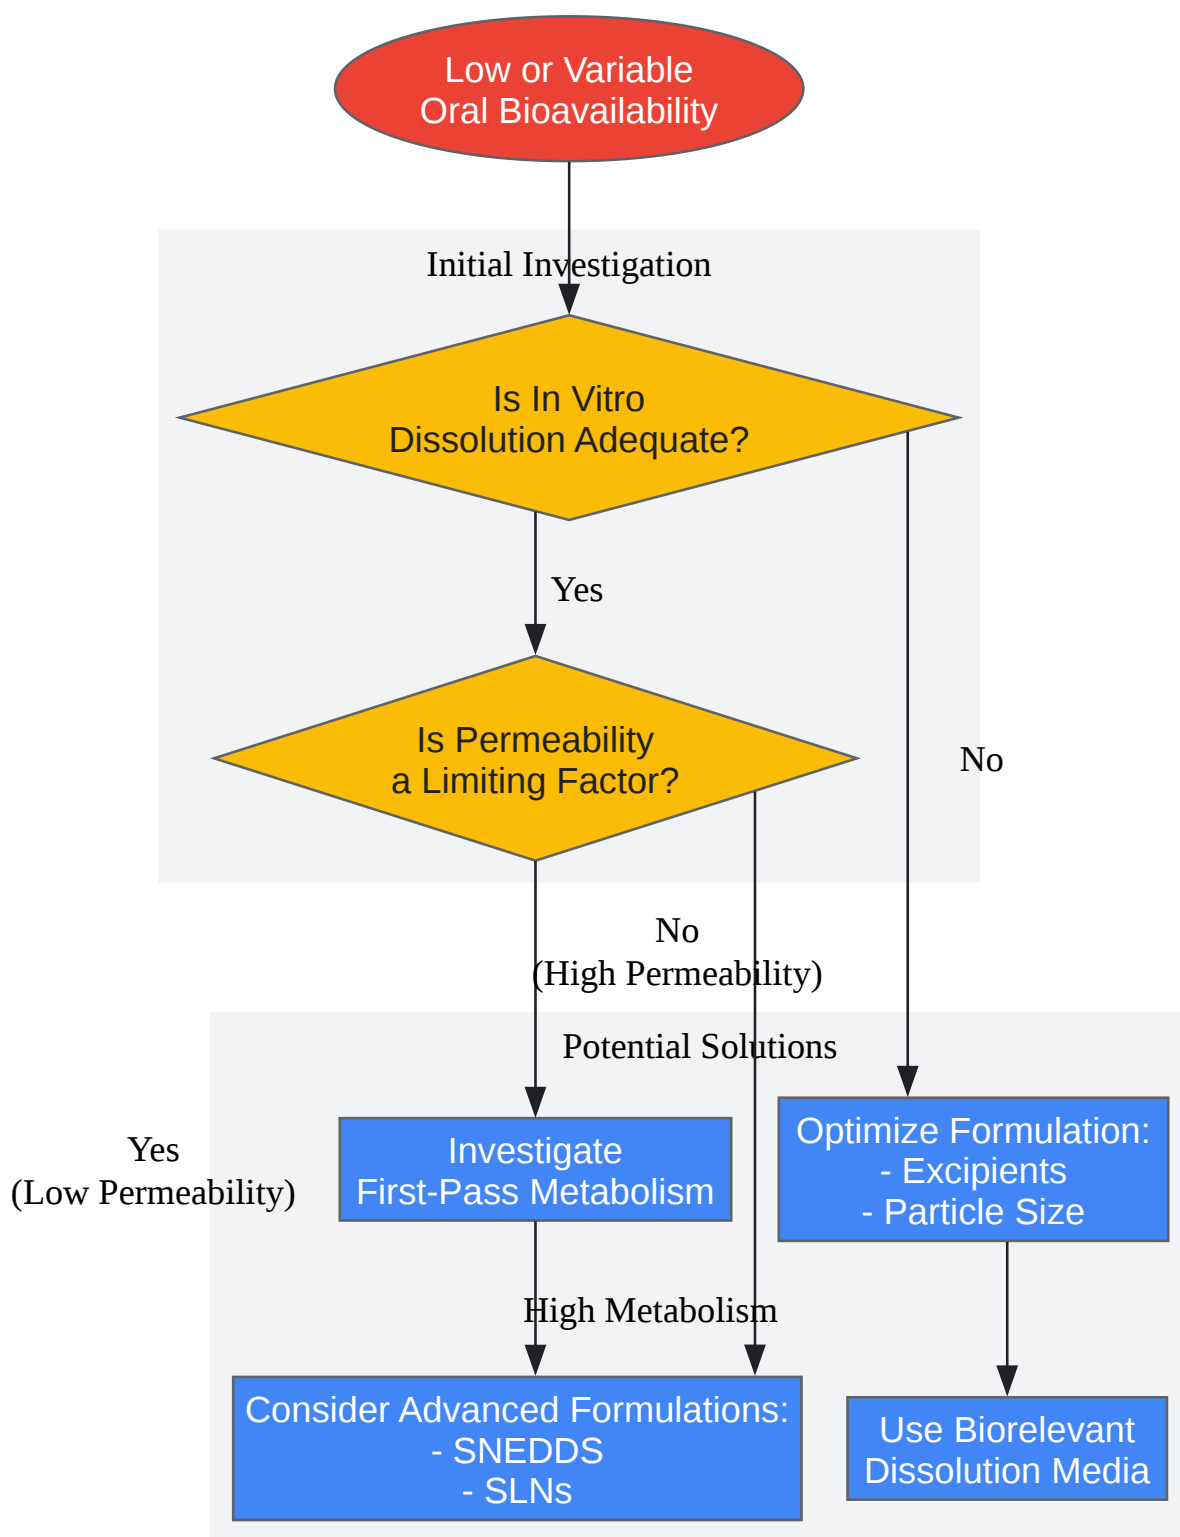 Low or Variable
Oral Bioavailability
Initial Investigation
Is In Vitro
Dissolution Adequate?
Yes
Is Permeability
a Limiting Factor?
No
No
(High Permeability)
Potential Solutions
Optimize Formulation:
- Excipients
- Particle Size
Investigate
First-Pass Metabolism
Yes
(Low Permeability)
High Metabolism
Consider Advanced Formulations:
- SNEDDS
- SLNs
Use Biorelevant
Dissolution Media